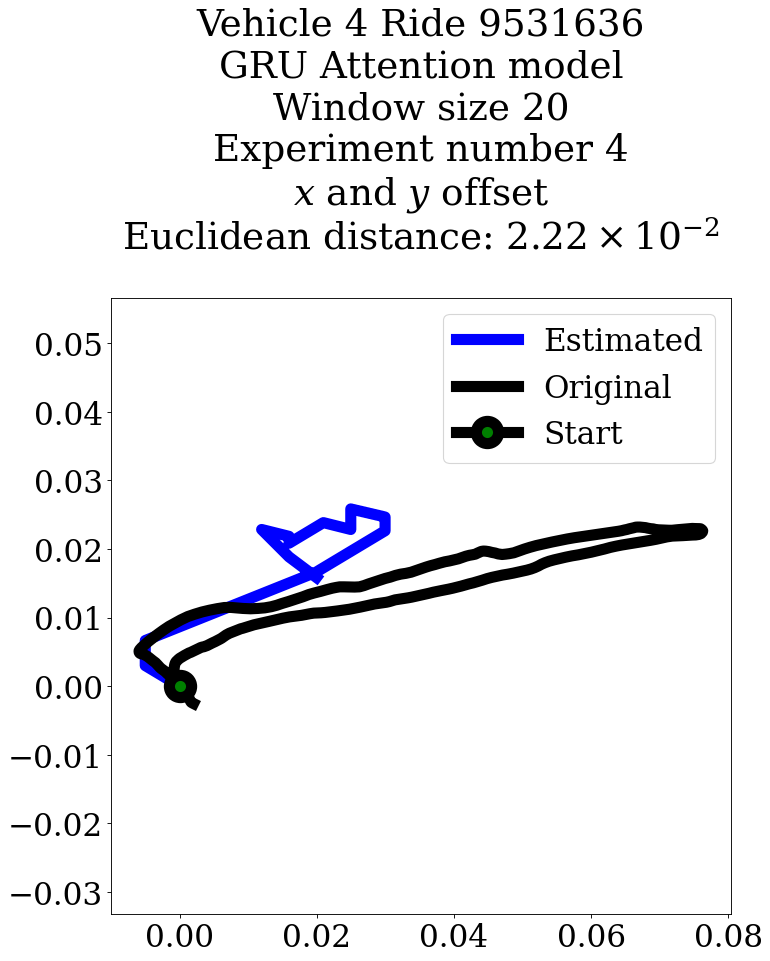 Vehicle 4 Ride 9531636
GRU Attention model
Window size 20
Experiment number 4
x and y offset
Euclidean distance: 2.22 × 10⁻²
Estimated
Original
Start
0.05
0.04
0.03
0.02
0.01
0.00
−0.01
−0.02
−0.03
0.00 0.02 0.04 0.06 0.08